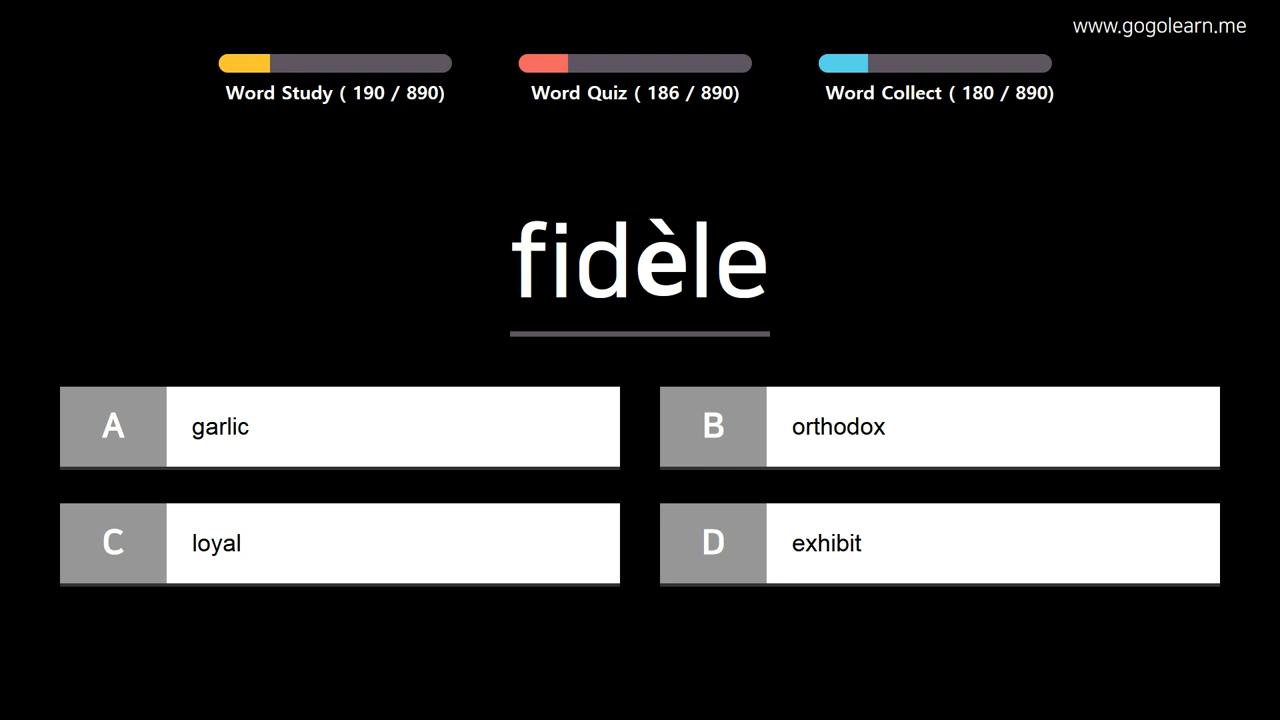 www.gogolearn.me
Word Study ( 190 / 890)
Word Quiz ( 186 / 890)
Word Collect ( 180 / 890)
fidèle
A garlic
B orthodox
C loyal
D exhibit